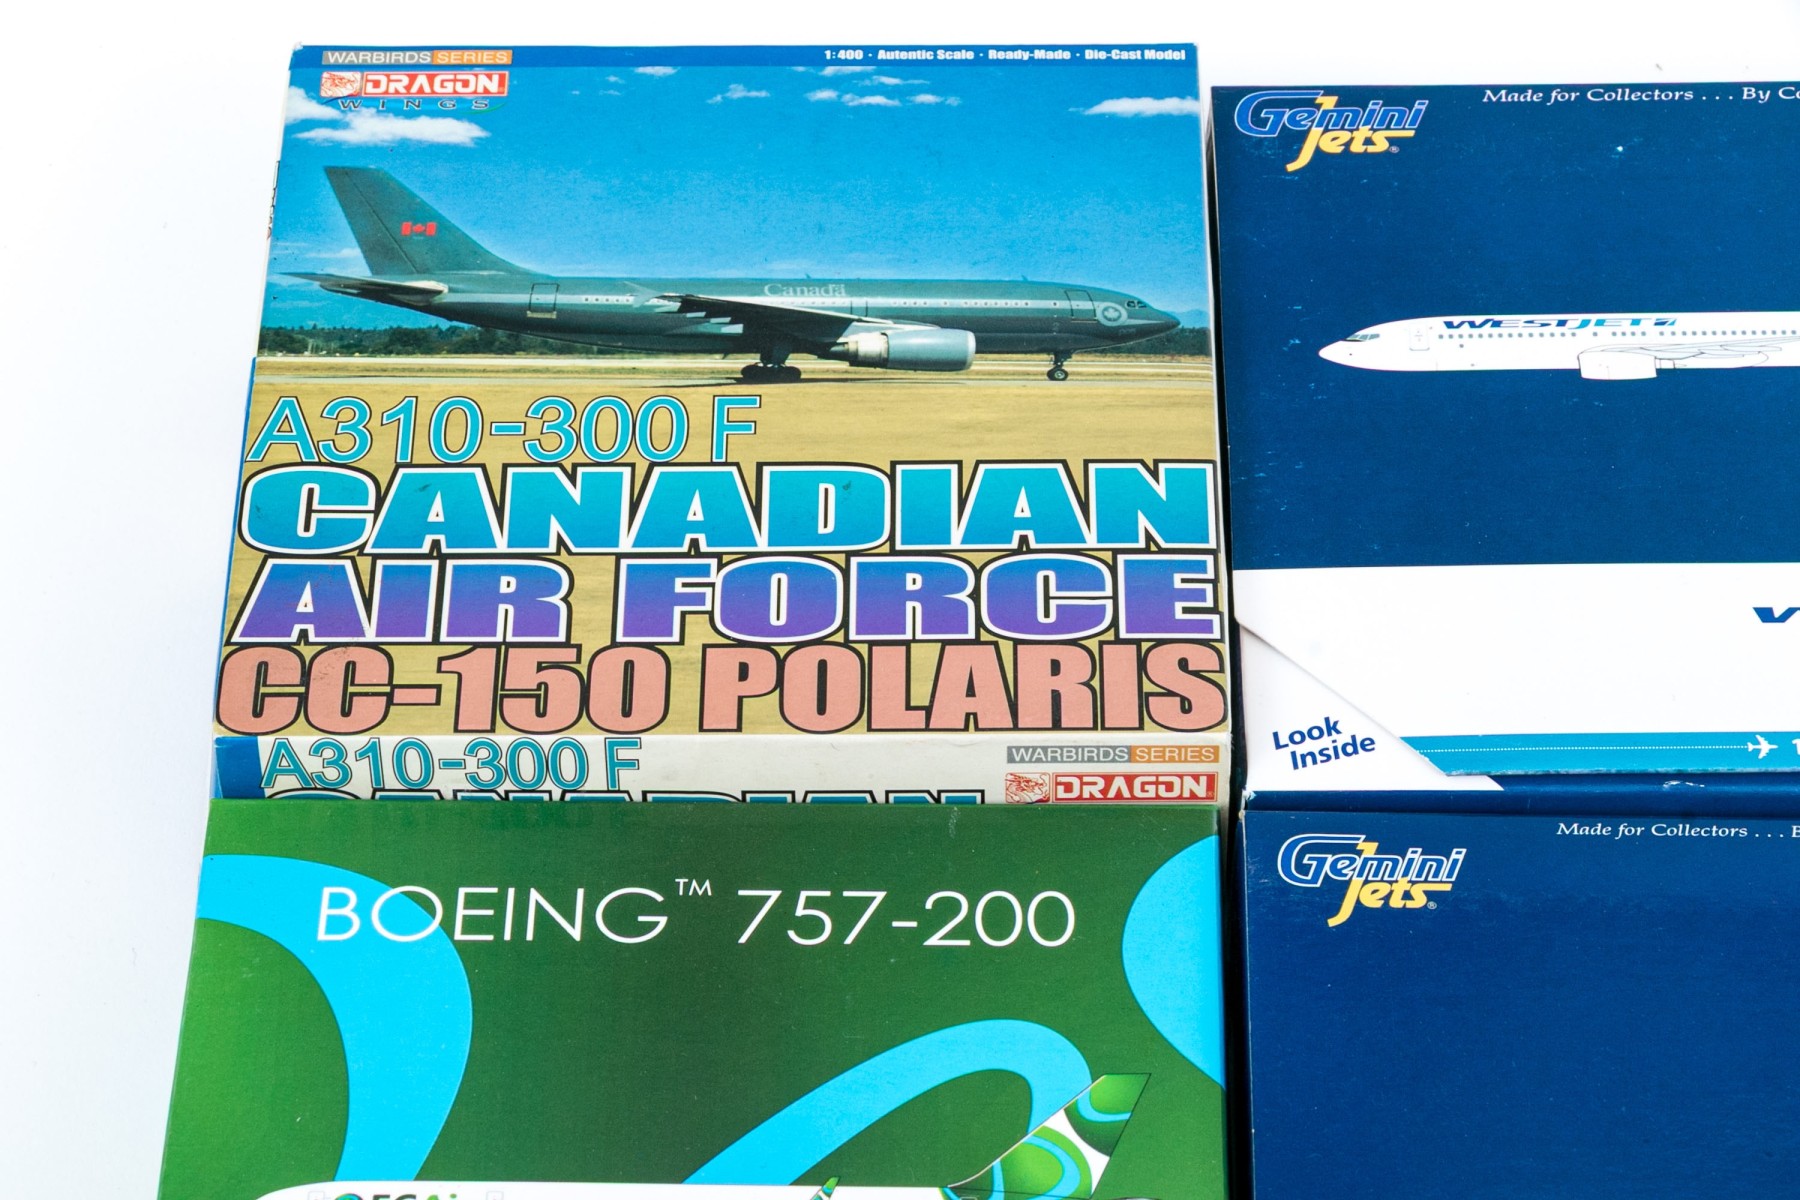 WARBIRDS SERIES
1:400 · Autentic Scale · Ready-Made · Die-Cast Model
DRAGON
WINGS
Canada
A310-300 F
CANADIAN
AIR FORCE
CC-150 POLARIS
A310-300 F
WARBIRDS SERIES
DRAGON
CANADIAN
BOEING™ 757-200
Gemini
Jets®
Made for Collectors . . . By
WESTJET
Look
Inside
Gemini
Jets®
Made for Collectors . . .